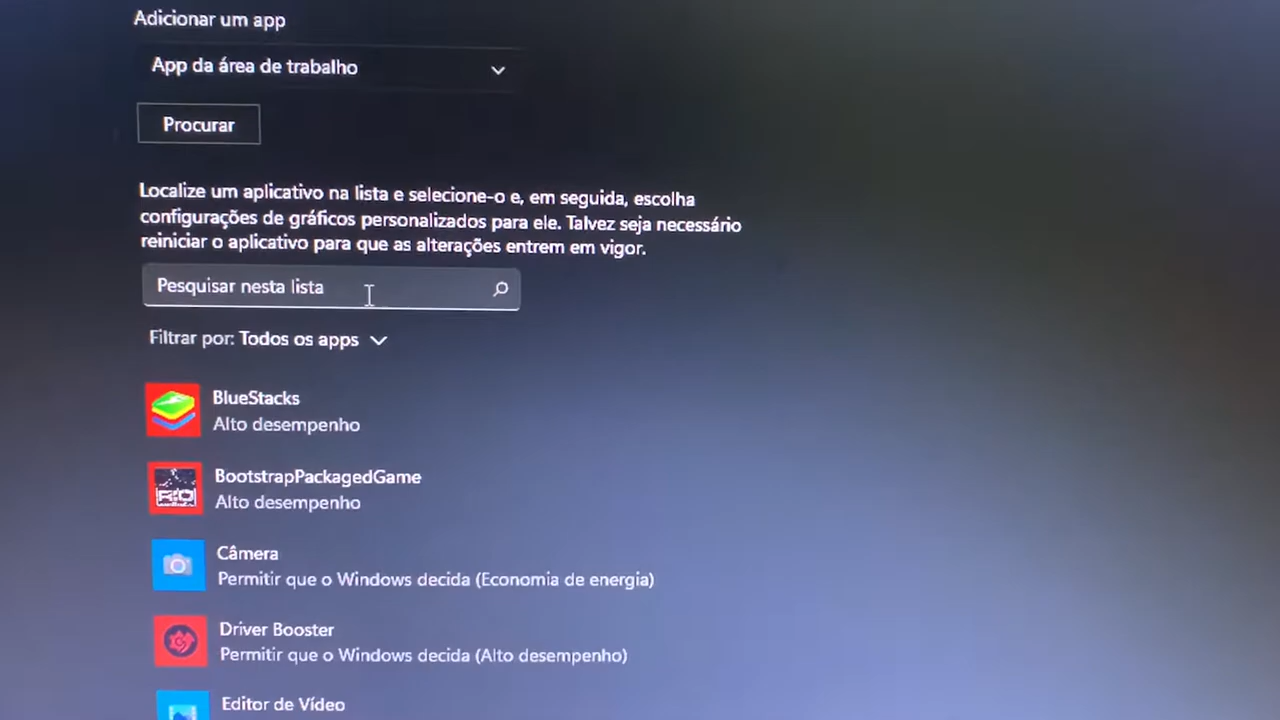 Adicionar um app
App da área de trabalho
Procurar
Localize um aplicativo na lista e selecione-o e, em seguida, escolha
configurações de gráficos personalizados para ele. Talvez seja necessário
reiniciar o aplicativo para que as alterações entrem em vigor.
Pesquisar nesta lista
Filtrar por: Todos os apps
BlueStacks
Alto desempenho
BootstrapPackagedGame
Alto desempenho
Câmera
Permitir que o Windows decida (Economia de energia)
Driver Booster
Permitir que o Windows decida (Alto desempenho)
Editor de Vídeo